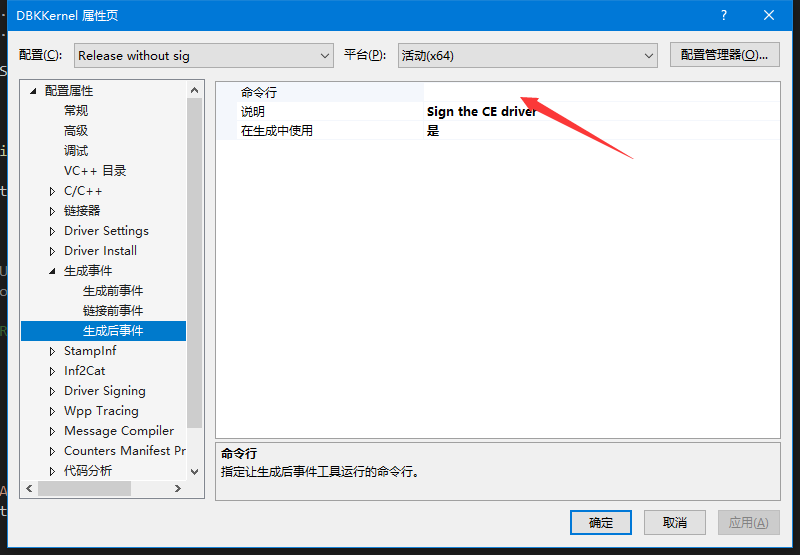 DBKKernel 属性页
配置(C):
Release without sig
平台(P):
活动(x64)
配置管理器(O)...
配置属性
常规
高级
调试
VC++ 目录
C/C++
链接器
Driver Settings
Driver Install
生成事件
生成前事件
链接前事件
生成后事件
StampInf
Inf2Cat
Driver Signing
Wpp Tracing
Message Compiler
Counters Manifest Pr
代码分析
命令行
说明 Sign the CE driver
在生成中使用 是
命令行
指定让生成后事件工具运行的命令行。
确定
取消
应用(A)